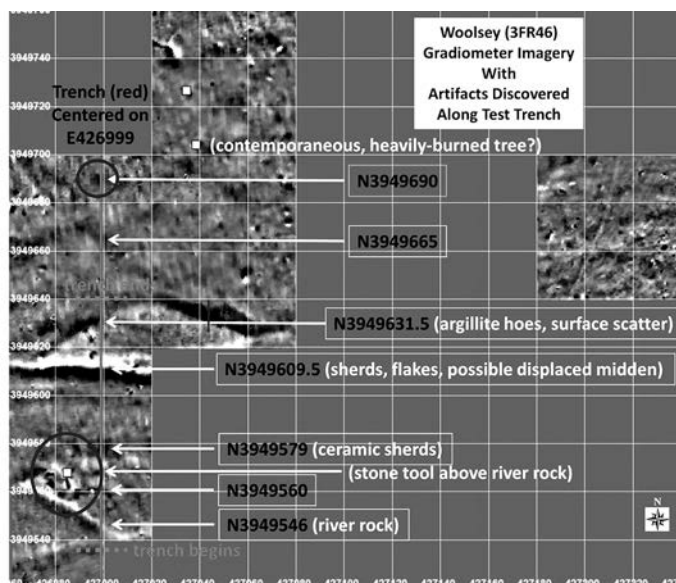 Woolsey (3FR46)
Gradiometer Imagery
With
Artifacts Discovered
Along Test Trench
Trench (red)
Centered on
E426999
3949740
3949720
3949700
(contemporaneous, heavily-burned tree?)
N3949690
3949680
N3949665
3949660
3949640
N3949631.5 (argillite hoes, surface scatter)
3949620
N3949609.5 (sherds, flakes, possible displaced midden)
3949600
N3949579 (ceramic sherds)
(stone tool above river rock)
N3949560
N3949546 (river rock)
3949540
N
trench begins